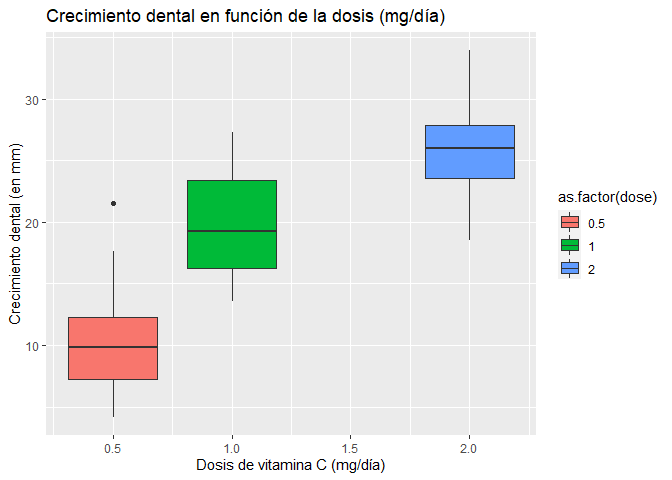 Crecimiento dental en función de la dosis (mg/día)
Crecimiento dental (en mm)
30
20
10
0.5
1.0
1.5
2.0
Dosis de vitamina C (mg/día)
as.factor(dose)
0.5
1
2